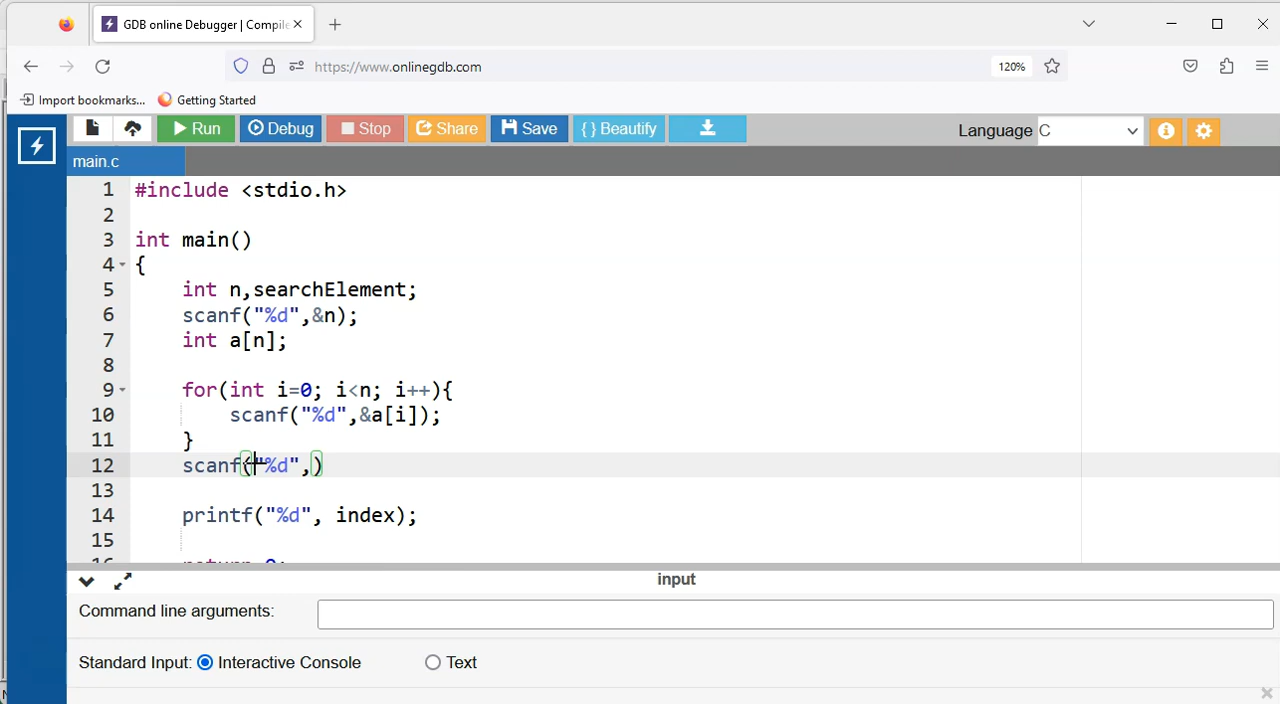 GDB online Debugger | Compile
https://www.onlinegdb.com
120%
Import bookmarks...
Getting Started
Run
Debug
Stop
Share
Save
{ } Beautify
Language
C
main.c
1 #include <stdio.h>
2
3 int main()
4 {
5 int n,searchElement;
6 scanf("%d",&n);
7 int a[n];
8
9 for(int i=0; i<n; i++){
10 scanf("%d",&a[i]);
11 }
12 scanf("%d",)
13
14 printf("%d", index);
15
16 return 0;
input
Command line arguments:
Standard Input:
Interactive Console
Text